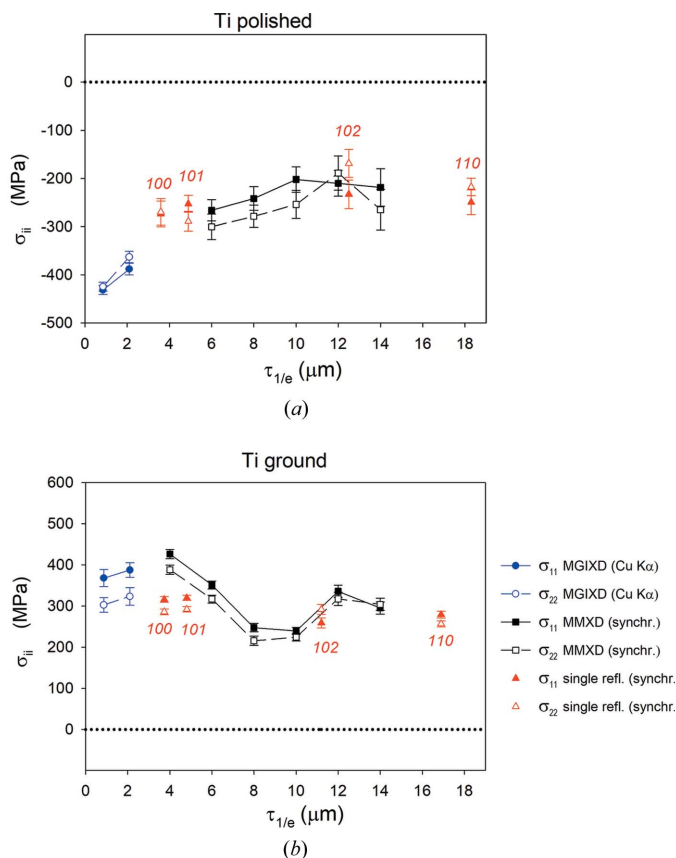 Ti polished
0
-100
-200
-300
-400
-500
σii (MPa)
100
101
102
110
0 2 4 6 8 10 12 14 16 18
τ1/e (μm)
(a)
Ti ground
600
500
400
300
200
300
0
σii (MPa)
100
101
102
110
0 2 4 6 8 10 12 14 16 18
τ1/e (μm)
(b)
σ11 MGIXD (Cu Kα)
σ22 MGIXD (Cu Kα)
σ11 MMXD (synchr.)
σ22 MMXD (synchr.)
σ11 single refl. (synchr.
σ22 single refl. (synchr.